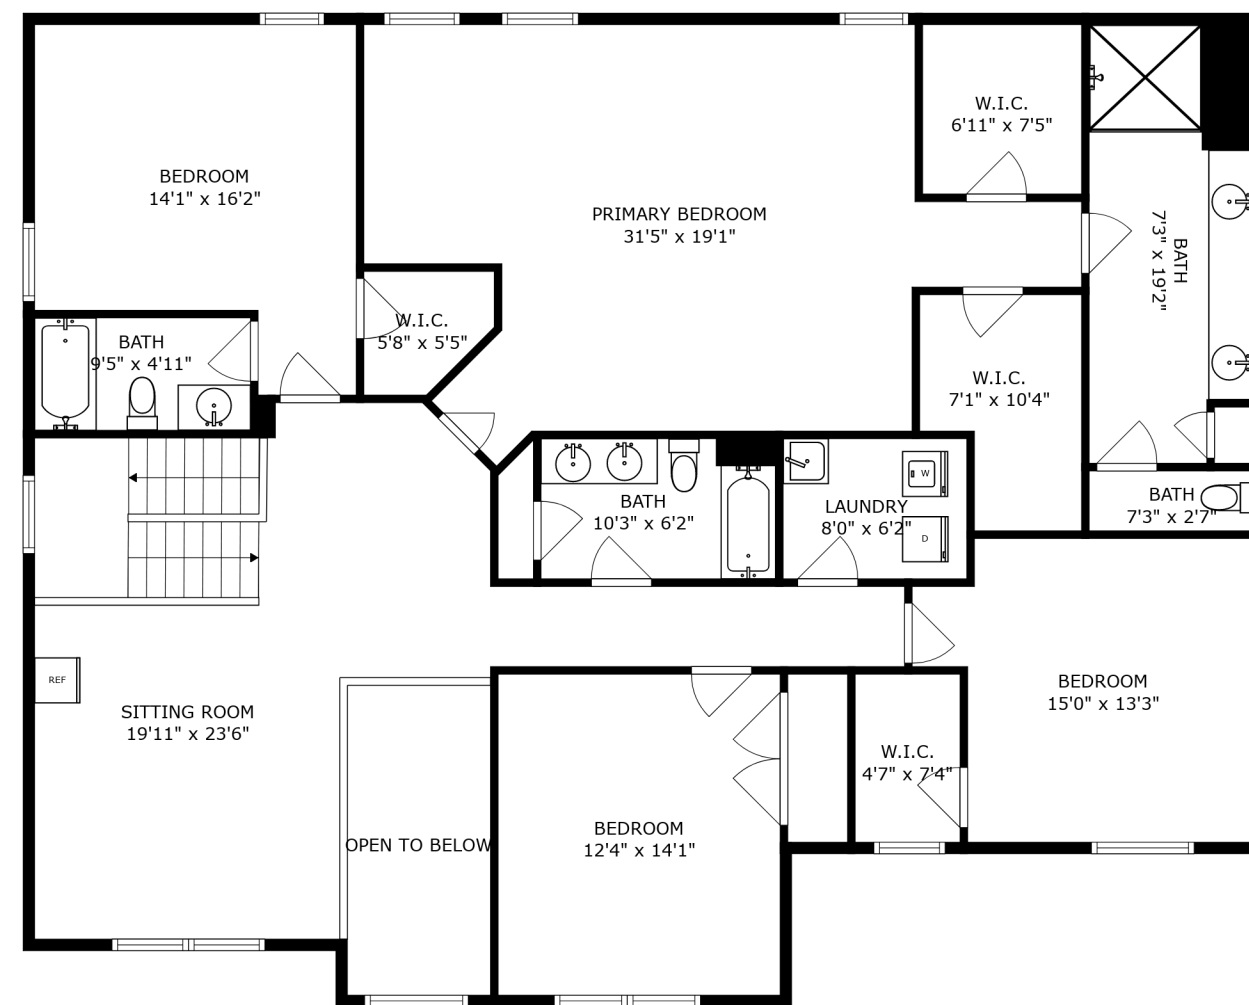 W.I.C.
6'11" x 7'5"
BEDROOM
14'1" x 16'2"
PRIMARY BEDROOM
31'5" x 19'1"
BATH
7'3" x 19'2"
W.I.C.
5'8" x 5'5"
BATH
9'5" x 4'11"
W.I.C.
7'1" x 10'4"
BATH
10'3" x 6'2"
LAUNDRY
8'0" x 6'2"
W
D
BATH
7'3" x 2'7"
REF
SITTING ROOM
19'11" x 23'6"
BEDROOM
15'0" x 13'3"
W.I.C.
4'7" x 7'4"
OPEN TO BELOW
BEDROOM
12'4" x 14'1"